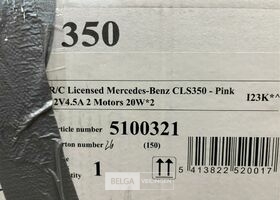 350
R/C Licensed Mercedes-Benz CLS350 - Pink
2V4.5A 2 Motors 20W*2
I23K*^
rticle number 5100321
rton number 26 (150)
uantity 1
5 413822 520017
BELGA